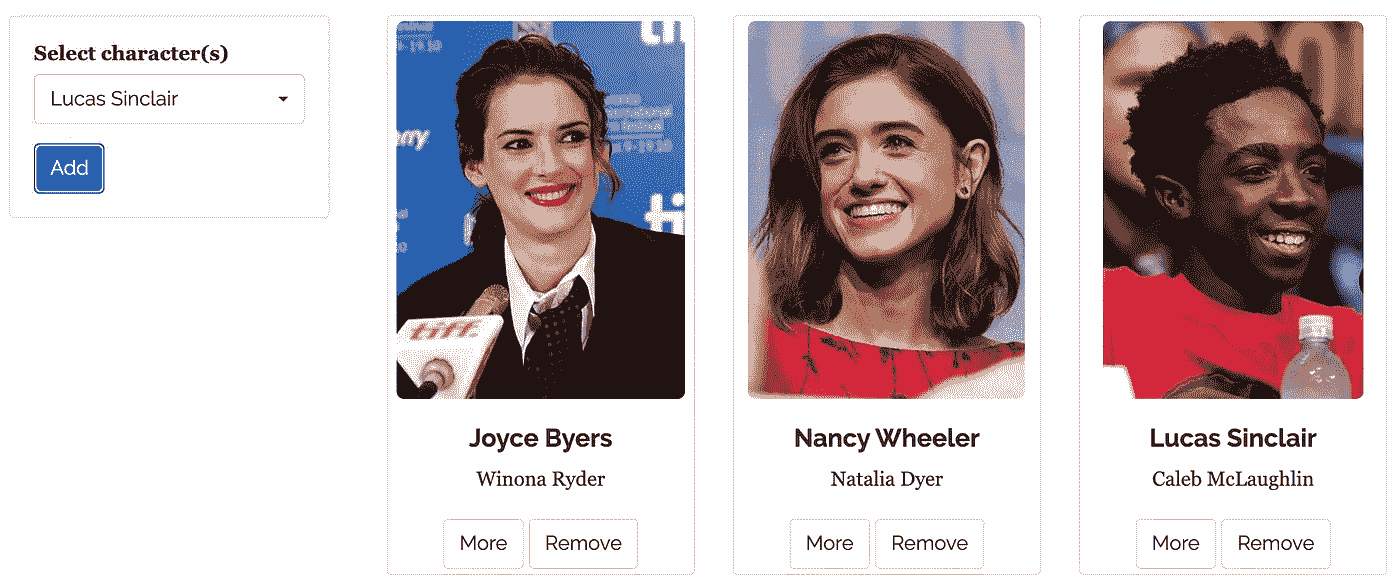 Select character(s)
Lucas Sinclair
Add
tiff
Joyce Byers
Winona Ryder
More
Remove
Nancy Wheeler
Natalia Dyer
More
Remove
Lucas Sinclair
Caleb McLaughlin
More
Remove